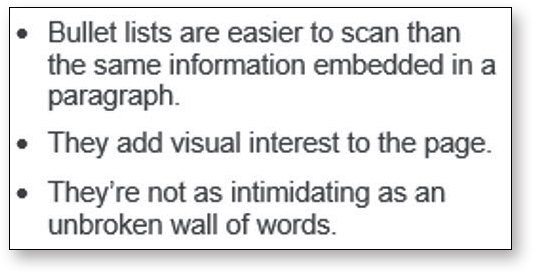 • Bullet lists are easier to scan than
the same information embedded in a
paragraph.
• They add visual interest to the page.
• They’re not as intimidating as an
unbroken wall of words.